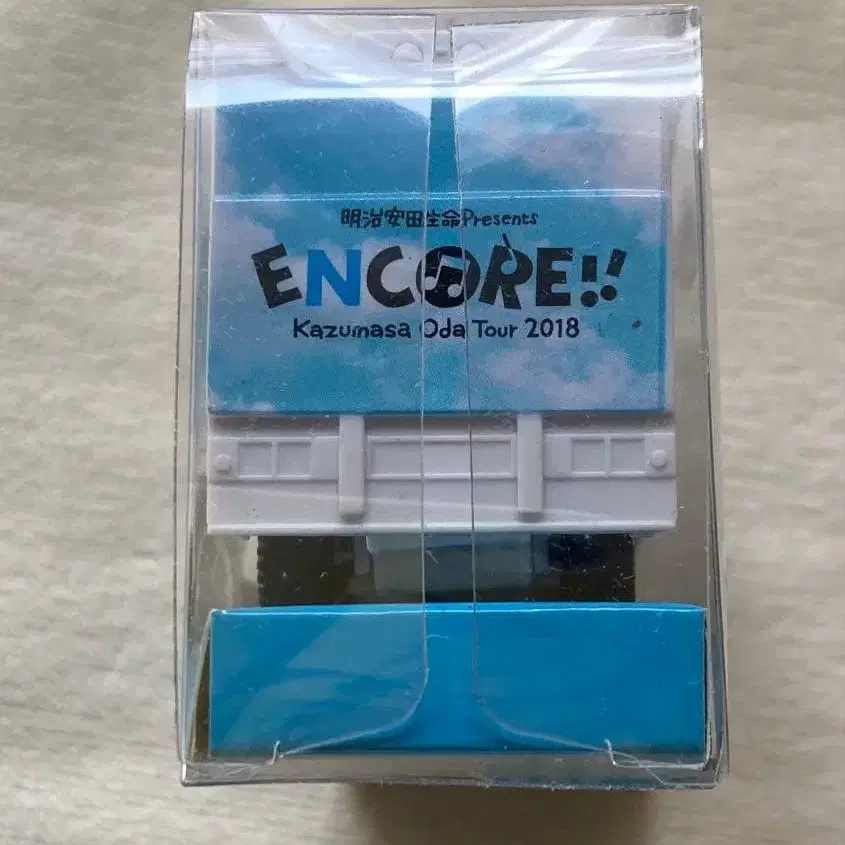 明治安田生命Presents
ENCORE!!
Kazumasa Oda Tour 2018